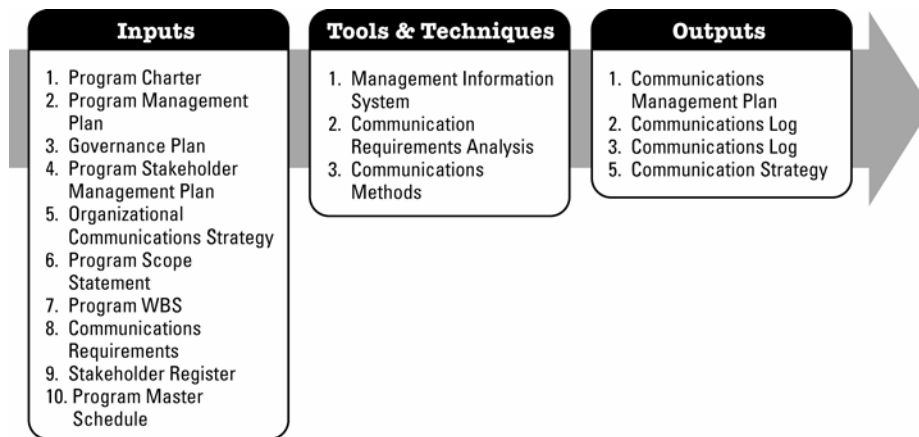 Inputs
1. Program Charter
2. Program Management
Plan
3. Governance Plan
4. Program Stakeholder
Management Plan
5. Organizational
Communications Strategy
6. Program Scope
Statement
7. Program WBS
8. Communications
Requirements
9. Stakeholder Register
10. Program Master
Schedule
Tools & Techniques
1. Management Information
System
2. Communication
Requirements Analysis
3. Communications
Methods
Outputs
1. Communications
Management Plan
2. Communications Log
3. Communications Log
5. Communication Strategy